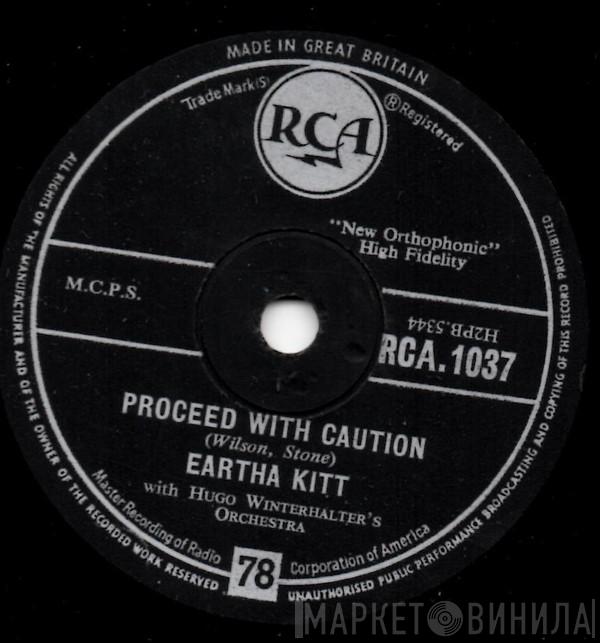 MADE IN GREAT BRITAIN
Trade Mark(S)
® Registered
RCA
"New Orthophonic"
High Fidelity
M.C.P.S.
H2PB.5344
RCA.1037
PROCEED WITH CAUTION
(Wilson, Stone)
EARTHA KITT
with HUGO WINTERHALTER'S
ORCHESTRA
Master Recording of Radio Corporation of America
78
ALL RIGHTS OF THE MANUFACTURER AND OF THE OWNER OF THE RECORDED WORK RESERVED
UNAUTHORISED PUBLIC PERFORMANCE BROADCASTING AND COPYING OF THIS RECORD PROHIBITED
МАРКЕТ ВИНИЛА